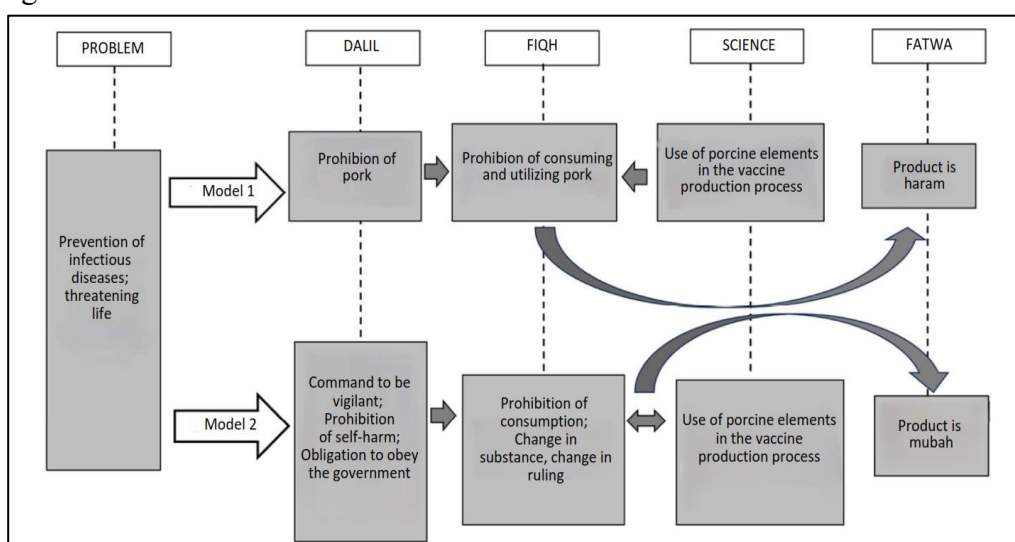 PROBLEM
DALIL
FIQH
SCIENCE
FATWA
Prevention of
infectious
diseases;
threatening
life
Model 1
Prohibion of
pork
Prohibion of consuming
and utilizing pork
Use of porcine elements
in the vaccine
production process
Product is
haram
Model 2
Command to be
vigilant;
Prohibition
of self-harm;
Obligation to obey
the government
Prohibition of
consumption;
Change in
substance, change in
ruling
Use of porcine elements
in the vaccine
production process
Product is
mubah